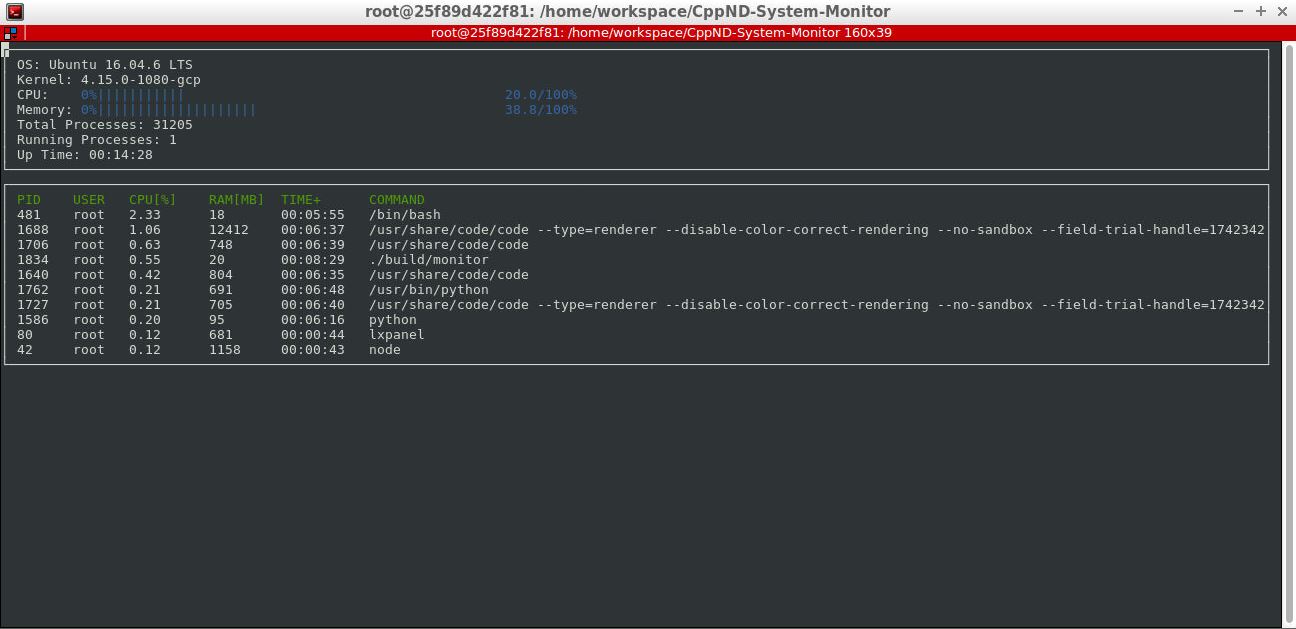 root@25f89d422f81: /home/workspace/CppND-System-Monitor
root@25f89d422f81: /home/workspace/CppND-System-Monitor 160x39
OS: Ubuntu 16.04.6 LTS
Kernel: 4.15.0-1080-gcp
CPU: 0%||||||||||| 20.0/100%
Memory: 0%|||||||||||||||||||| 38.8/100%
Total Processes: 31205
Running Processes: 1
Up Time: 00:14:28
PID USER CPU[%] RAM[MB] TIME+ COMMAND
481 root 2.33 18 00:05:55 /bin/bash
1688 root 1.06 12412 00:06:37 /usr/share/code/code --type=renderer --disable-color-correct-rendering --no-sandbox --field-trial-handle=1742342
1706 root 0.63 748 00:06:39 /usr/share/code/code
1834 root 0.55 20 00:08:29 ./build/monitor
1640 root 0.42 804 00:06:35 /usr/share/code/code
1762 root 0.21 691 00:06:48 /usr/bin/python
1727 root 0.21 705 00:06:40 /usr/share/code/code --type=renderer --disable-color-correct-rendering --no-sandbox --field-trial-handle=1742342
1586 root 0.20 95 00:06:16 python
80 root 0.12 681 00:00:44 lxpanel
42 root 0.12 1158 00:00:43 node